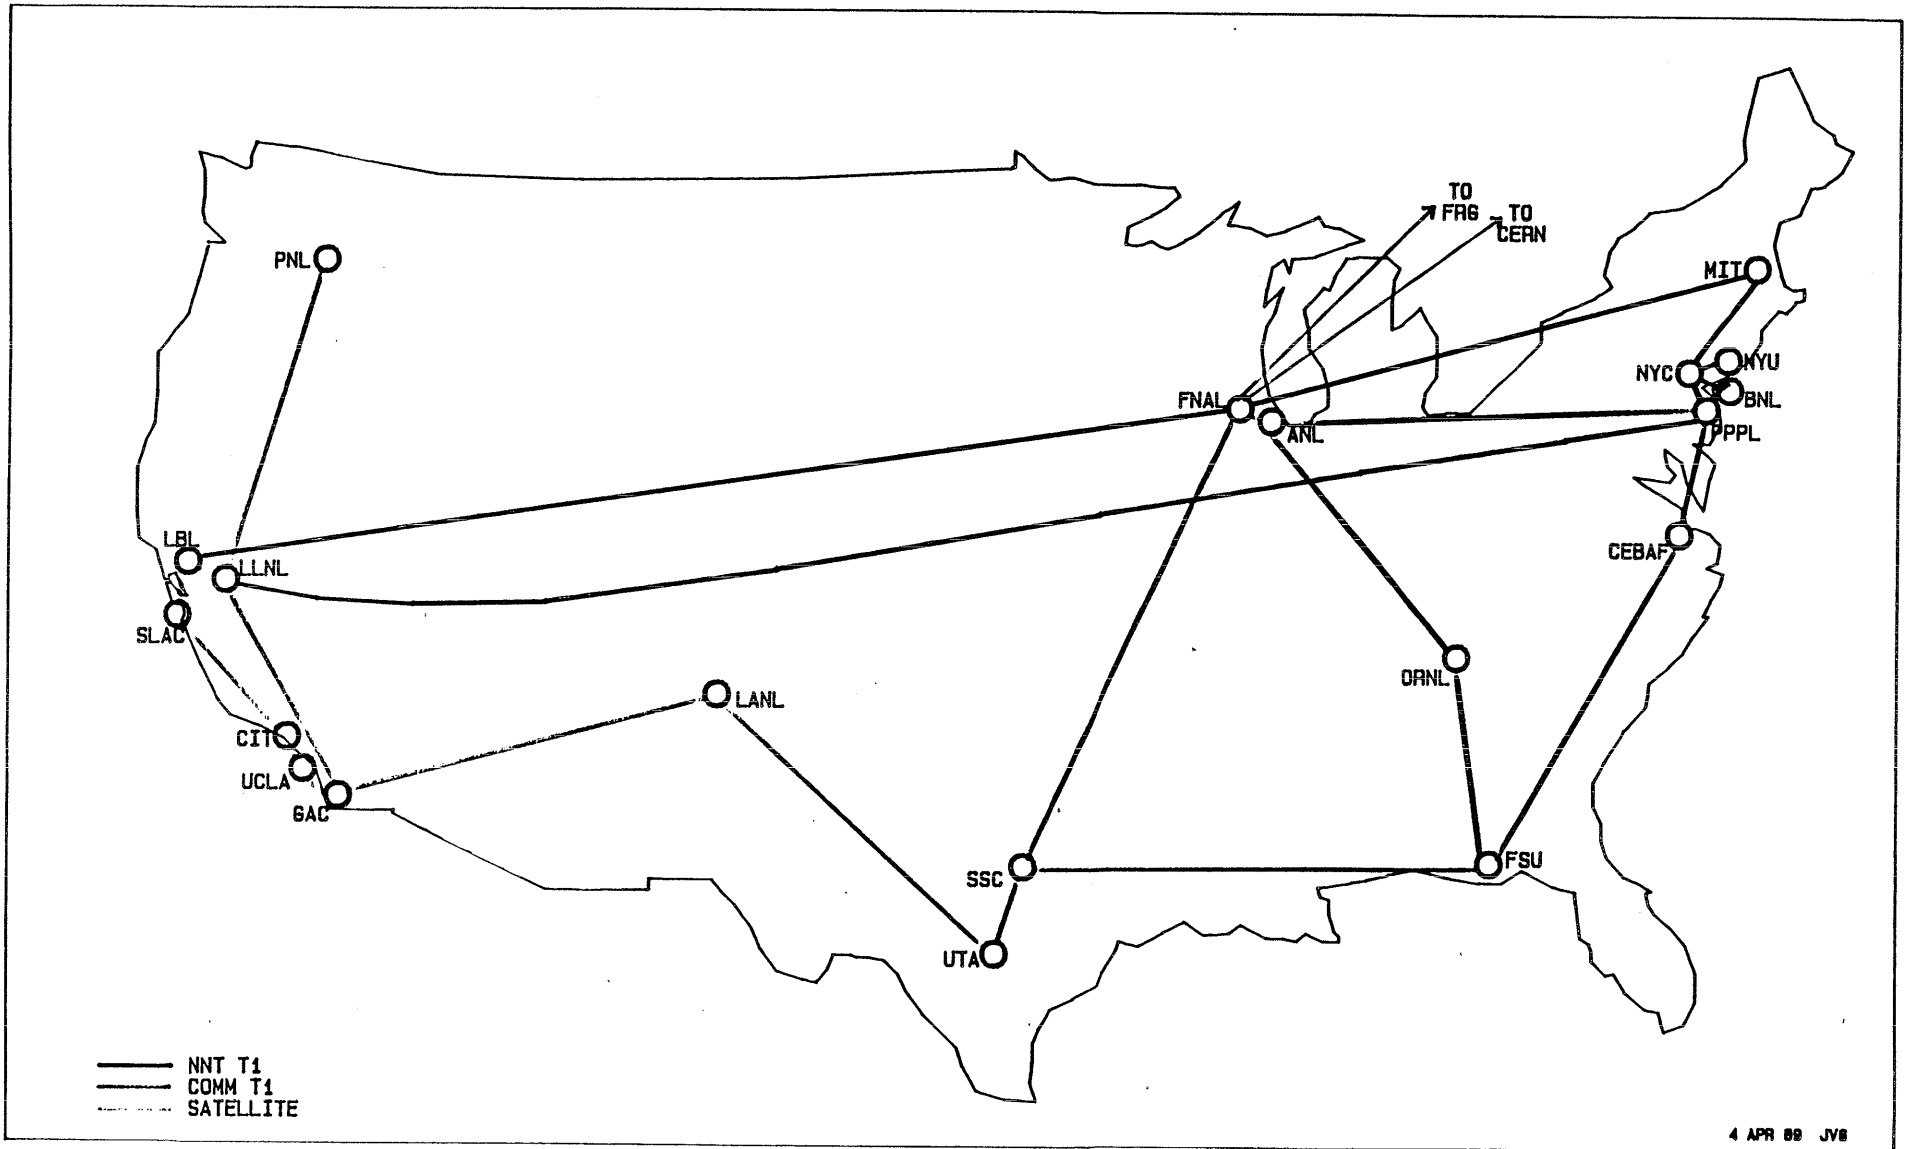 TO
FRG
TO
CERN
PNL
MIT
NYC
NYU
FNAL
BNL
ANL
PPPL
LBL
CEBAF
LLNL
SLAC
ORNL
LANL
CIT
UCLA
GAC
FSU
SSC
UTA
NNT T1
COMM T1
SATELLITE
4 APR 89